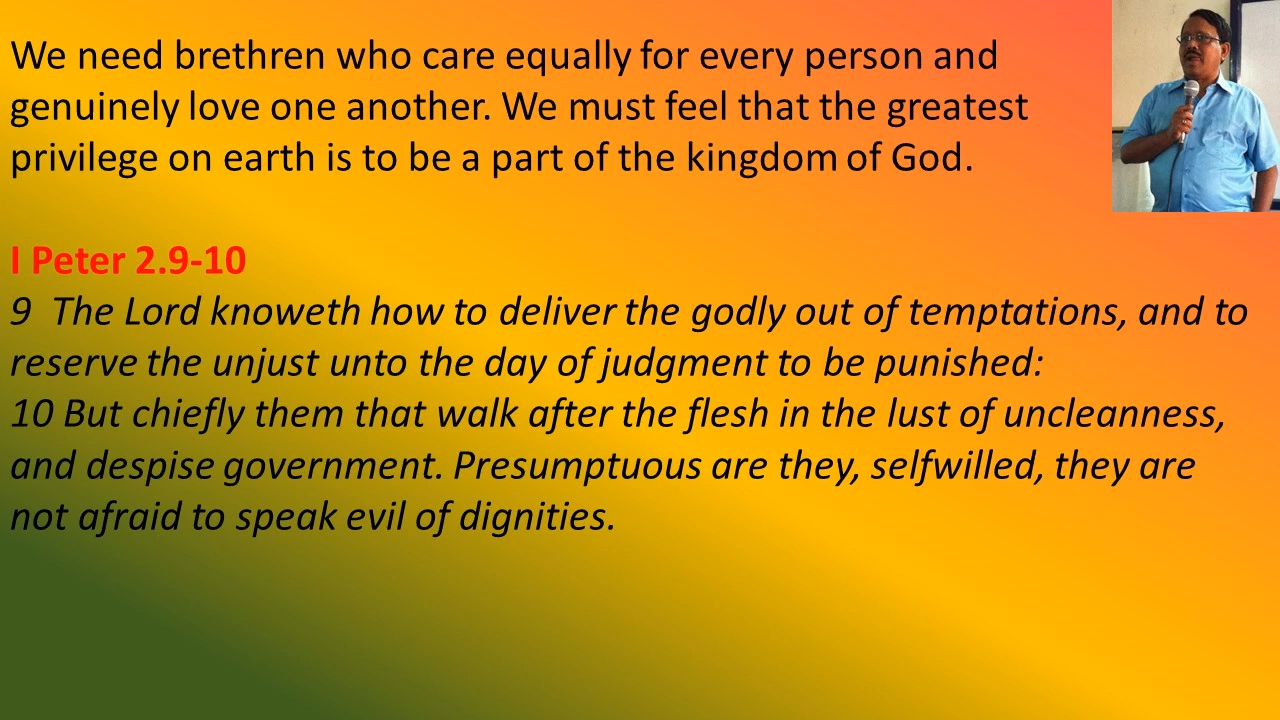 We need brethren who care equally for every person and
genuinely love one another. We must feel that the greatest
privilege on earth is to be a part of the kingdom of God.
I Peter 2.9-10
9  The Lord knoweth how to deliver the godly out of temptations, and to
reserve the unjust unto the day of judgment to be punished:
10 But chiefly them that walk after the flesh in the lust of uncleanness,
and despise government. Presumptuous are they, selfwilled, they are
not afraid to speak evil of dignities.